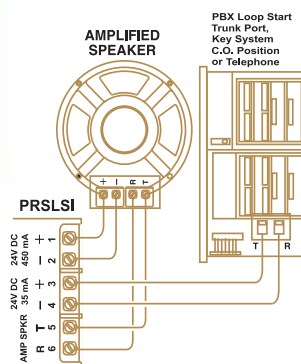 AMPLIFIED
SPEAKER
PBX Loop Start
Trunk Port,
Key System
C.O. Position
or Telephone
+ – R T
T R
PRSLSI
24V DC
450 mA
+ 1
– 2
24V DC
35 mA
+ 3
– 4
AMP SPKR
T 5
R 6